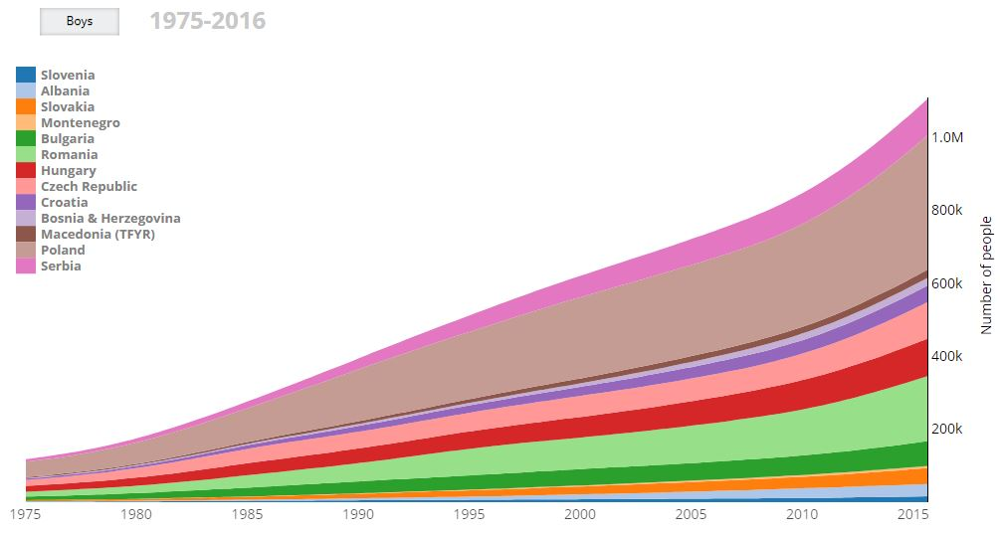 Boys
1975-2016
Slovenia
Albania
Slovakia
Montenegro
Bulgaria
Romania
Hungary
Czech Republic
Croatia
Bosnia & Herzegovina
Macedonia (TFYR)
Poland
Serbia
1.0M
800k
600k
400k
200k
Number of people
1975 1980 1985 1990 1995 2000 2005 2010 2015